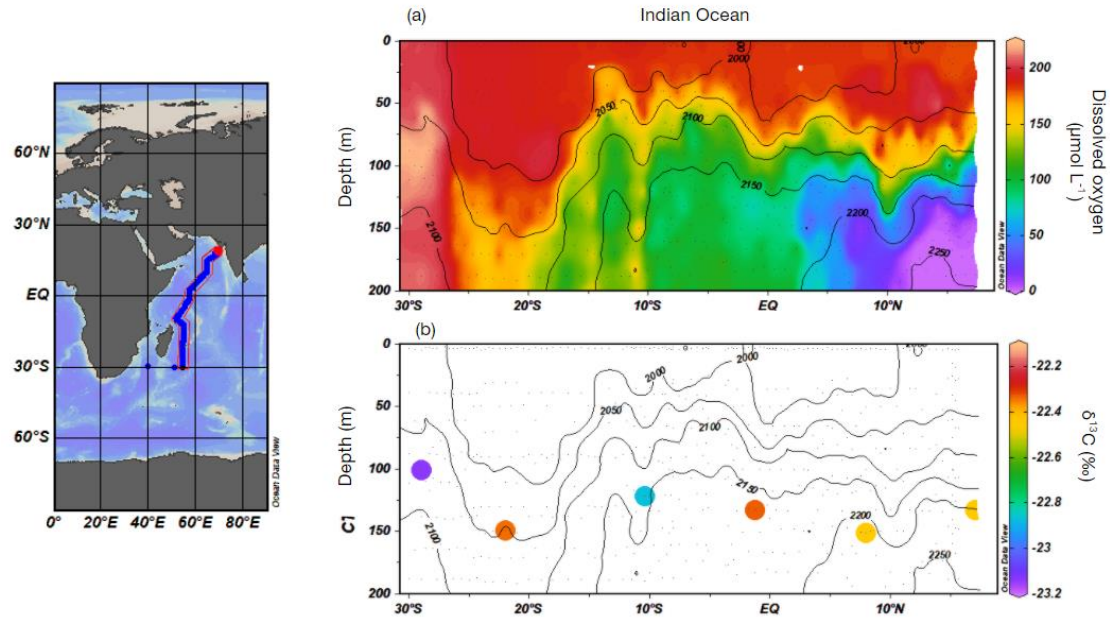 Indian Ocean
(a)
0
50
100
150
200
Depth (m)
30°S
20°S
10°S
EQ
10°N
2000
2050
2100
2150
2200
2250
2100
Ocean Data View
200
150
100
50
0
Dissolved oxygen
(µmol L⁻¹)
60°N
30°N
EQ
30°S
60°S
0°
20°E
40°E
60°E
80°E
Ocean Data View
(b)
0
50
100
150
200
Depth (m)
C1
30°S
20°S
10°S
EQ
10°N
2000
2000
2050
2100
2150
2200
2250
2100
Ocean Data View
-22.2
-22.4
-22.6
-22.8
-23
-23.2
δ¹³C (‰)